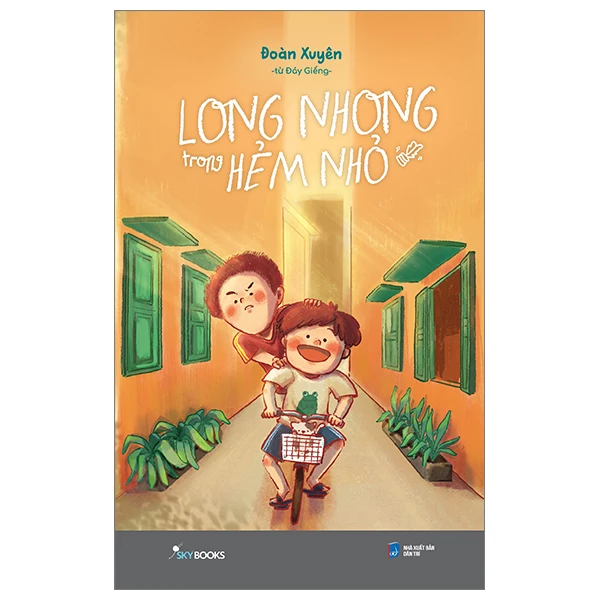 Đoàn Xuyên
-từ Đáy Giếng-
LONG NHONG
trong HẺM NHỎ
SKYBOOKS
NHÀ XUẤT BẢN
DÂN TRÍ